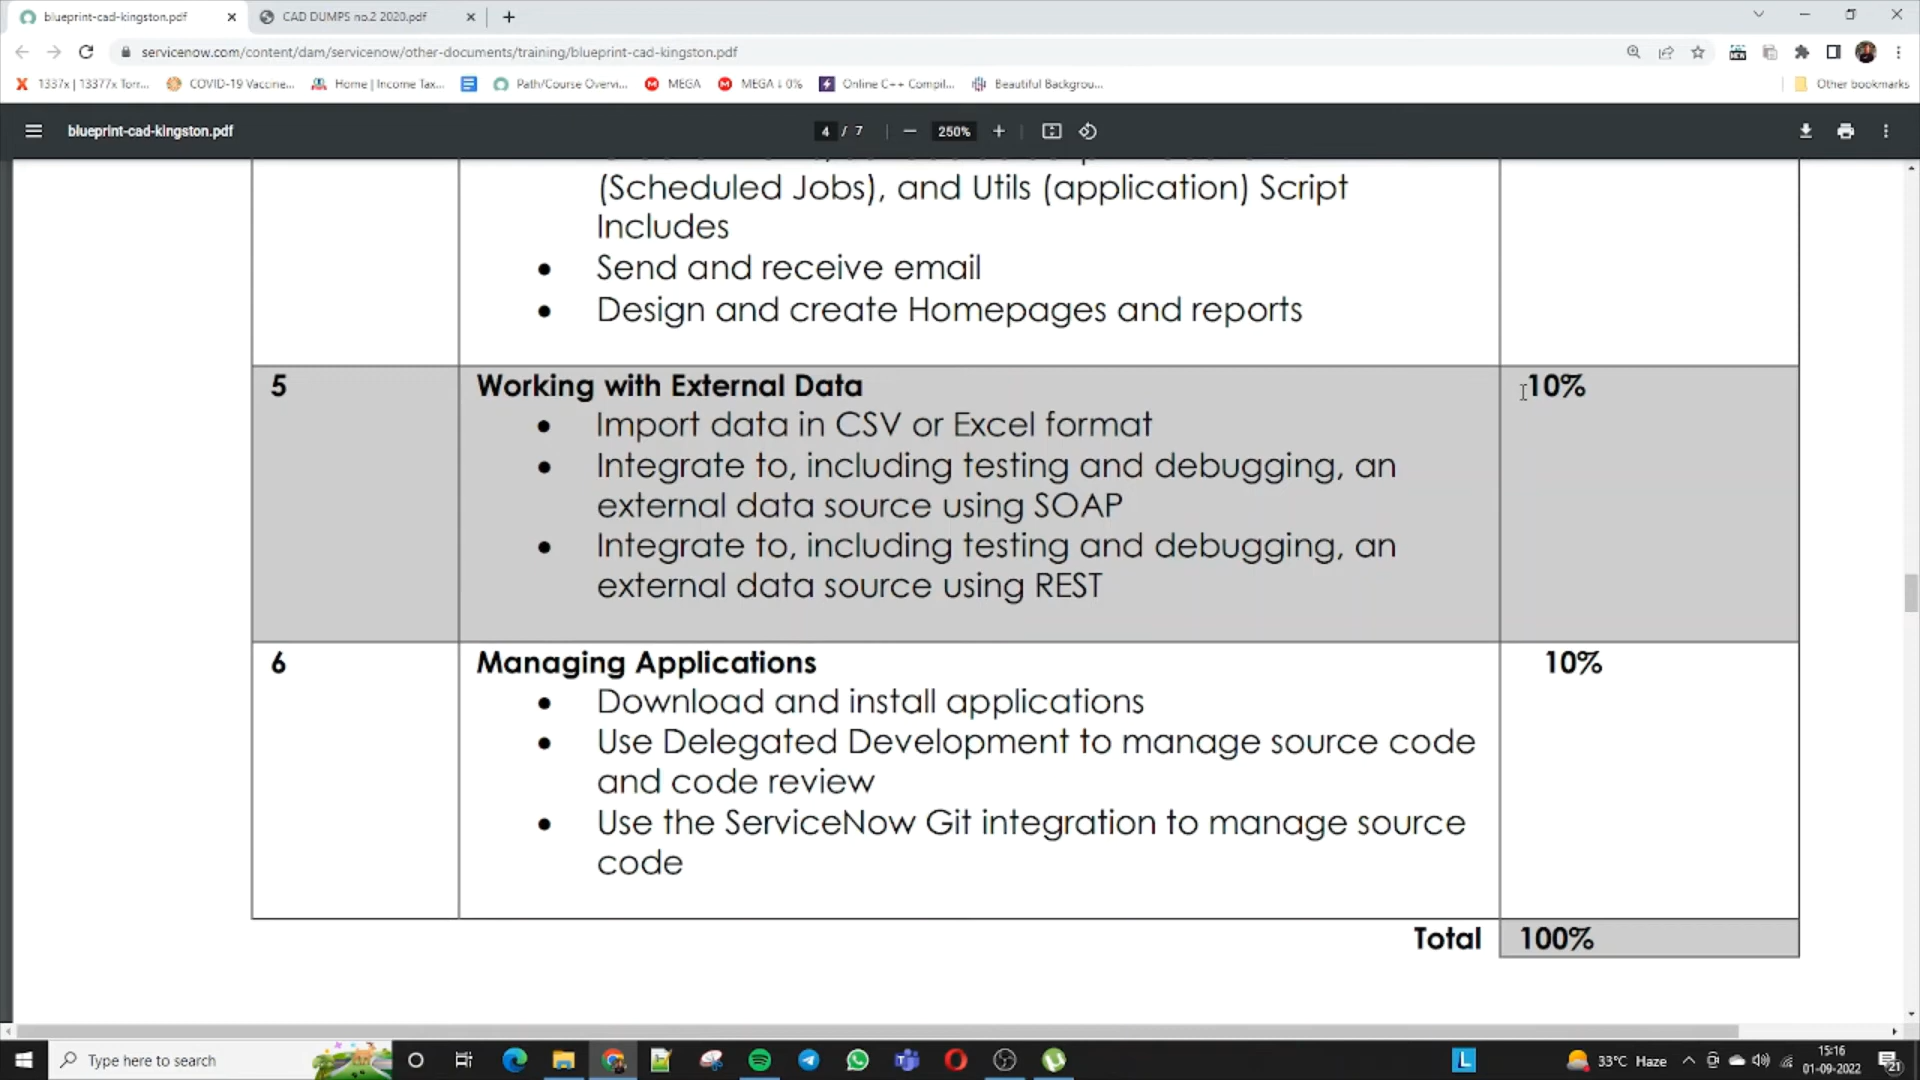 blueprint-cad-kingston.pdf
CAD DUMPS no.2 2020.pdf
servicenow.com/content/dam/servicenow/other-documents/training/blueprint-cad-kingston.pdf
1337x | 13377x Torr...
COVID-19 Vaccine...
Home | Income Tax...
Path/Course Overvi...
MEGA
MEGA ↓ 0%
Online C++ Compil...
Beautiful Backgrou...
Other bookmarks
blueprint-cad-kingston.pdf
4 / 7
250%
(Scheduled Jobs), and Utils (application) Script
Includes
• Send and receive email
• Design and create Homepages and reports
5
Working with External Data
10%
• Import data in CSV or Excel format
• Integrate to, including testing and debugging, an
external data source using SOAP
• Integrate to, including testing and debugging, an
external data source using REST
6
Managing Applications
10%
• Download and install applications
• Use Delegated Development to manage source code
and code review
• Use the ServiceNow Git integration to manage source
code
Total
100%
Type here to search
L
33°C Haze
15:16
01-09-2022
21